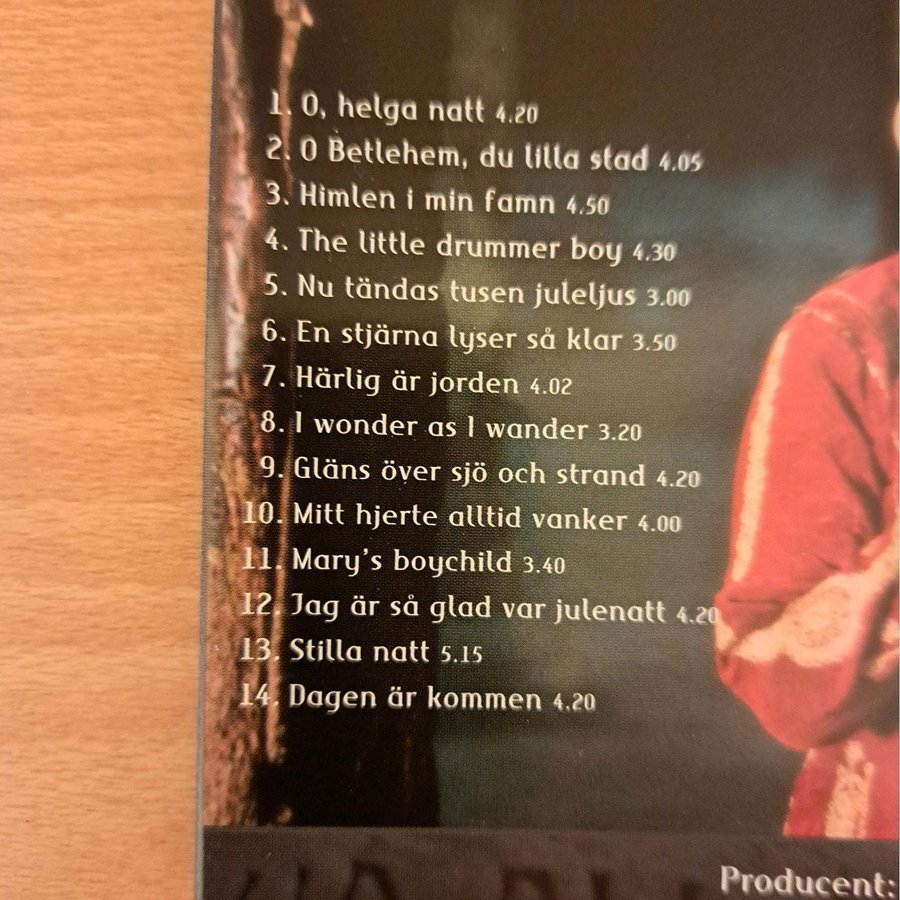 1. O, helga natt 4.20
2. O Betlehem, du lilla stad 4.05
3. Himlen i min famn 4.50
4. The little drummer boy 4.30
5. Nu tändas tusen juleljus 3.00
6. En stjärna lyser så klar 3.50
7. Härlig är jorden 4.02
8. I wonder as I wander 3.20
9. Gläns över sjö och strand 4.20
10. Mitt hjerte alltid vanker 4.00
11. Mary's boychild 3.40
12. Jag är så glad var julenatt 4.20
13. Stilla natt 5.15
14. Dagen är kommen 4.20
Producent: